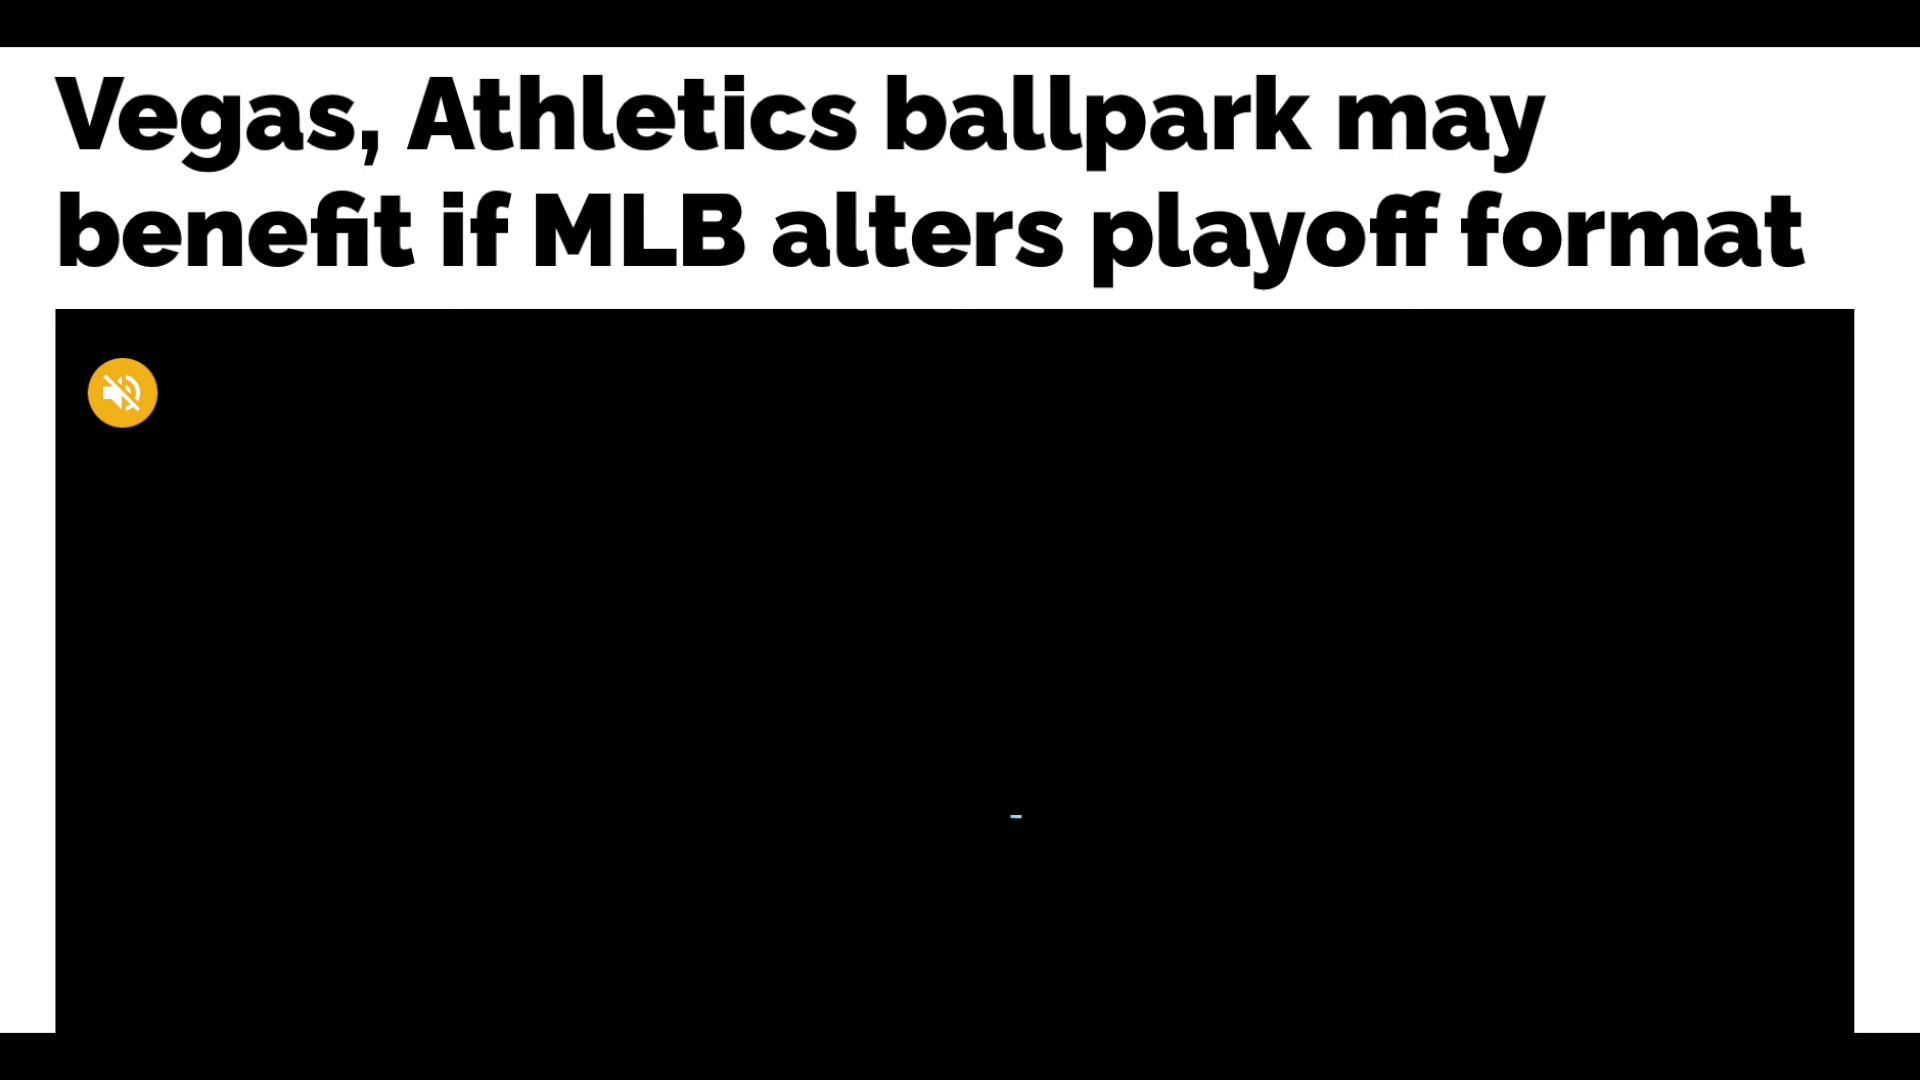 Vegas, Athletics ballpark may
benefit if MLB alters playoff format